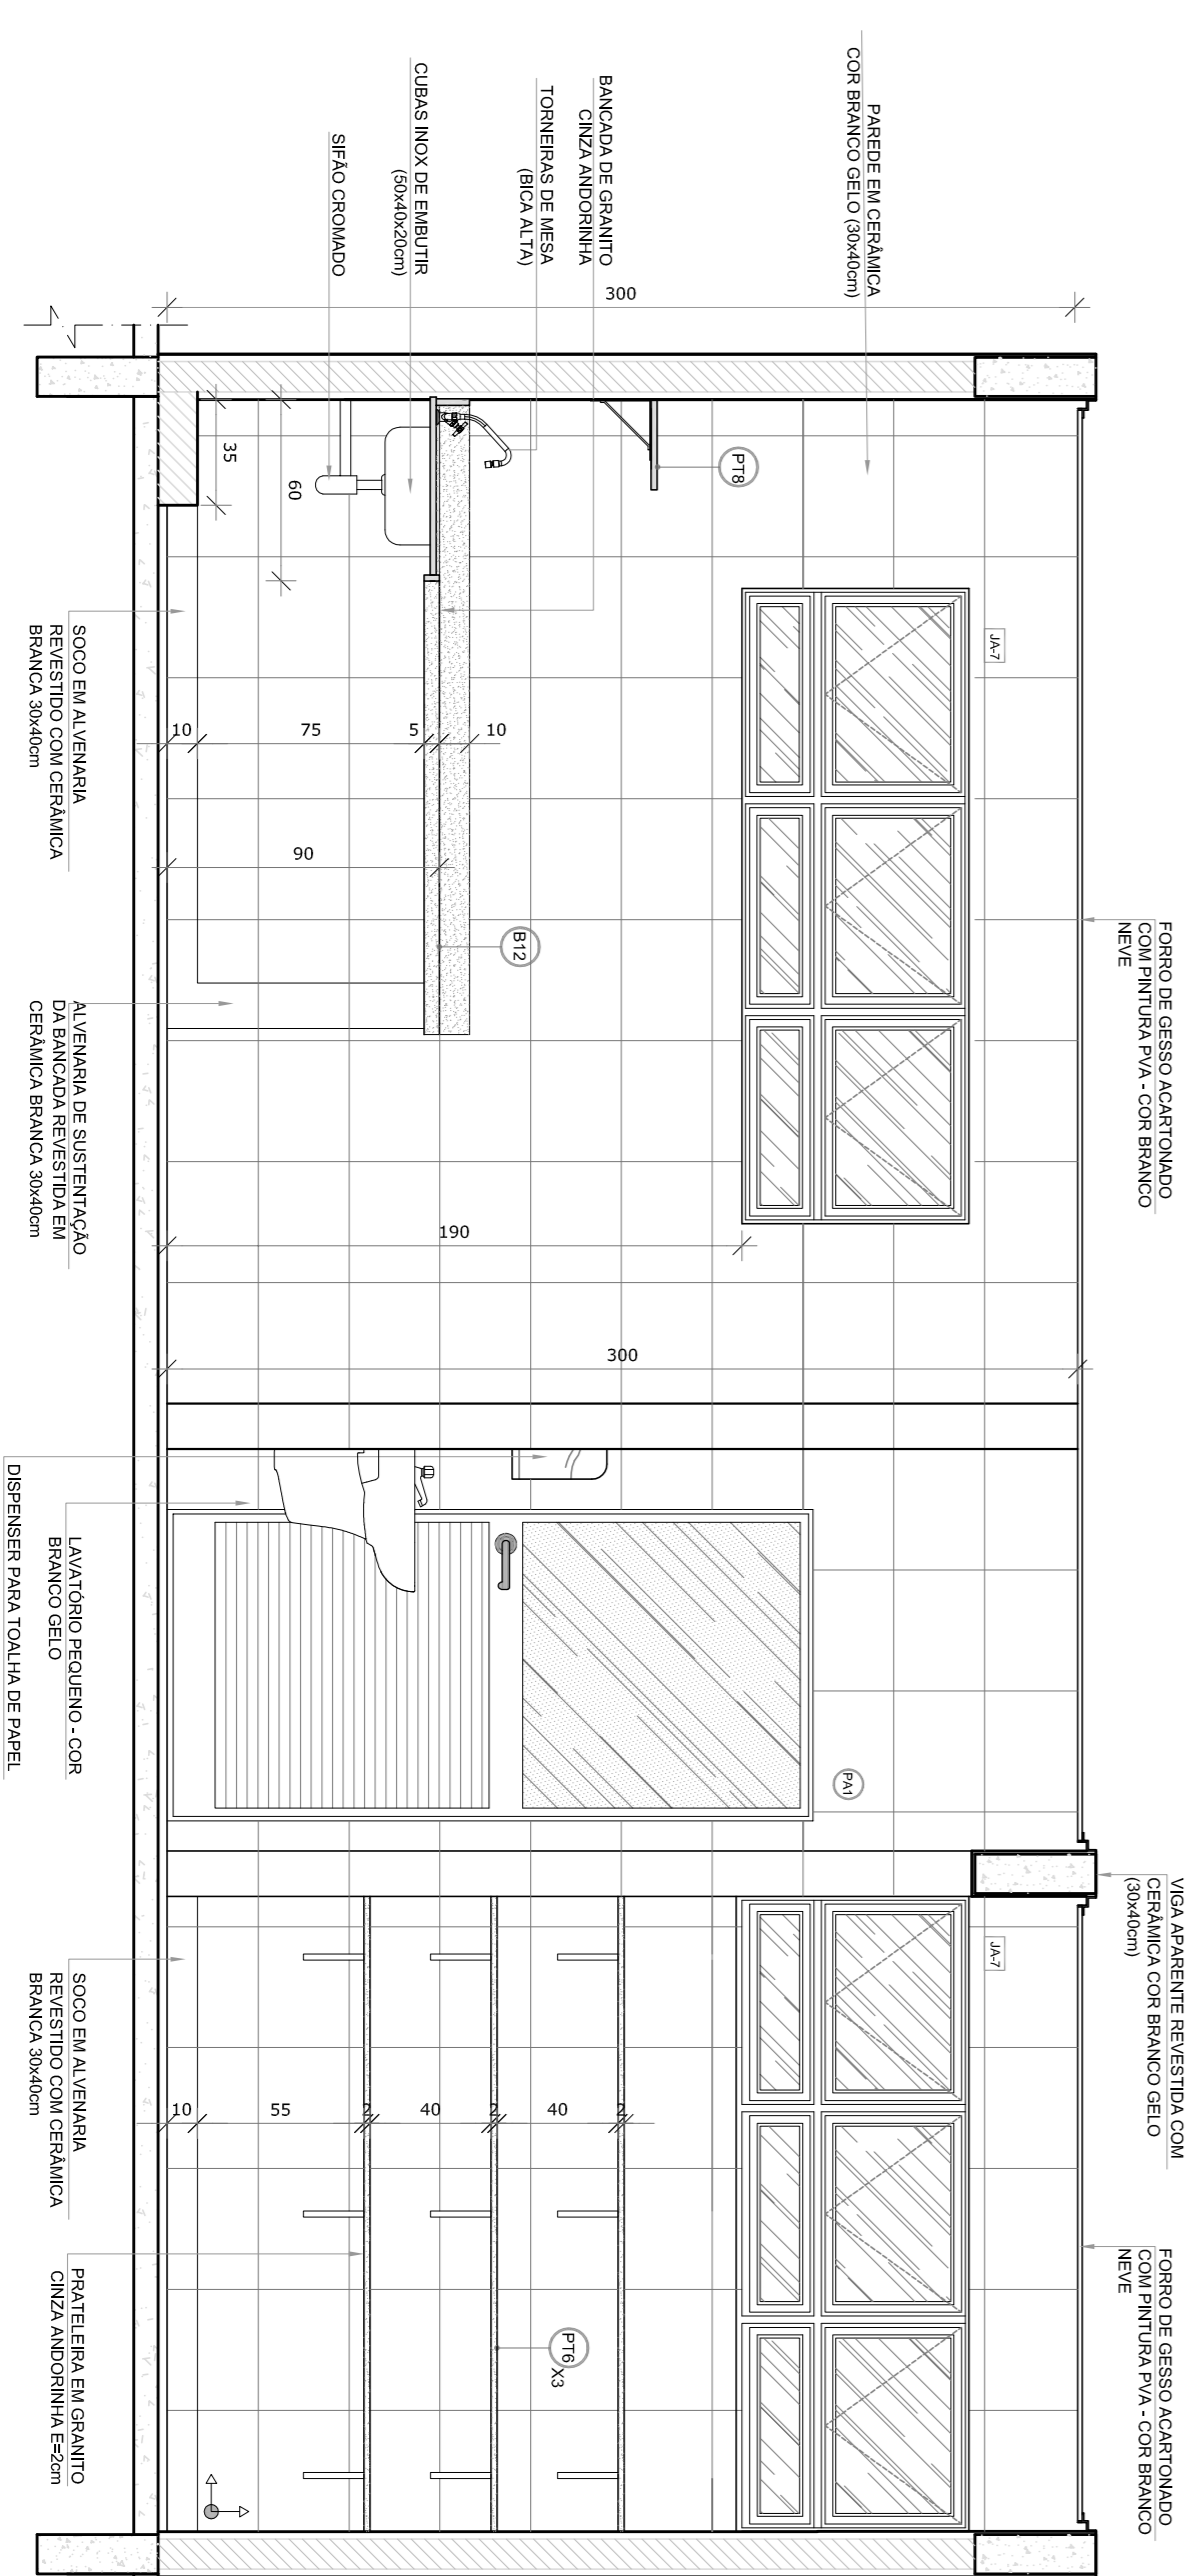 PAREDE EM CERÂMICA
COR BRANCO GELO (30x40cm)
BANCADA DE GRANITO
CINZA ANDORINHA
TORNEIRAS DE MESA
(BICA ALTA)
CUBAS INOX DE EMBUTIR
(50x40x20cm)
SIFÃO CROMADO
300
PT8
35
60
JA-7
10
75
5
10
90
B12
FORRO DE GESSO ACARTONADO
COM PINTURA PVA - COR BRANCO
NEVE
SOCO EM ALVENARIA
REVESTIDO COM CERÂMICA
BRANCA 30x40cm
ALVENARIA DE SUSTENTAÇÃO
DA BANCADA REVESTIDA EM
CERÂMICA BRANCA 30x40cm
190
300
PA1
LAVATÓRIO PEQUENO - COR
BRANCO GELO
DISPENSER PARA TOALHA DE PAPEL
VIGA APARENTE REVESTIDA COM
CERÂMICA COR BRANCO GELO
(30x40cm)
JA-7
10
55
2
40
2
40
2
PT6
X3
FORRO DE GESSO ACARTONADO
COM PINTURA PVA - COR BRANCO
NEVE
SOCO EM ALVENARIA
REVESTIDO COM CERÂMICA
BRANCA 30x40cm
PRATELEIRA EM GRANITO
CINZA ANDORINHA E=2cm